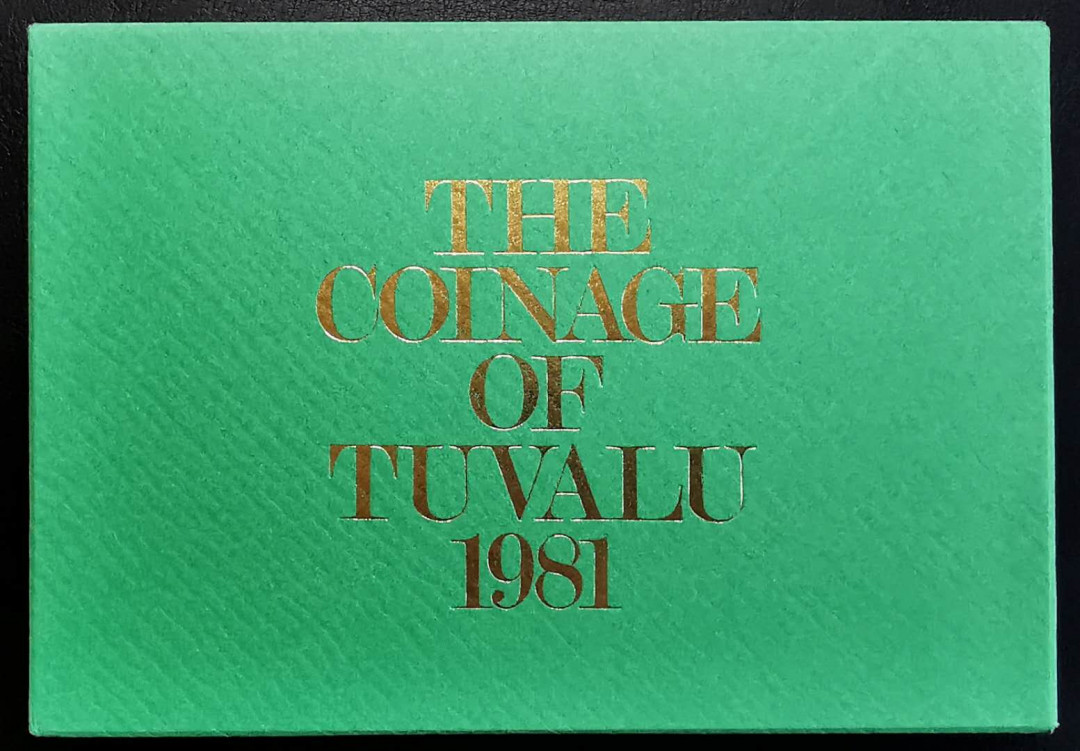 THE
COINAGE
OF
TUVALU
1981